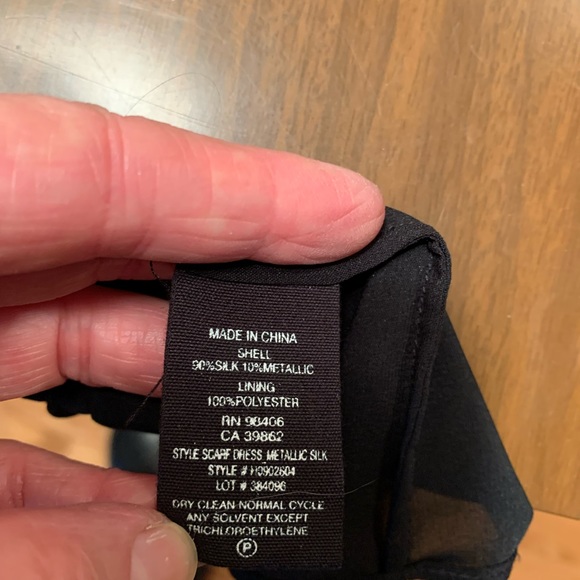 MADE IN CHINA
SHELL
90%SILK 10%METALLIC
LINING
100%POLYESTER
RN 98406
CA 39862
STYLE SCARF DRESS, METALLIC SILK
STYLE # H0902604
LOT # 384096
DRY CLEAN NORMAL CYCLE
ANY SOLVENT EXCEPT
TRICHLOROETHYLENE
P